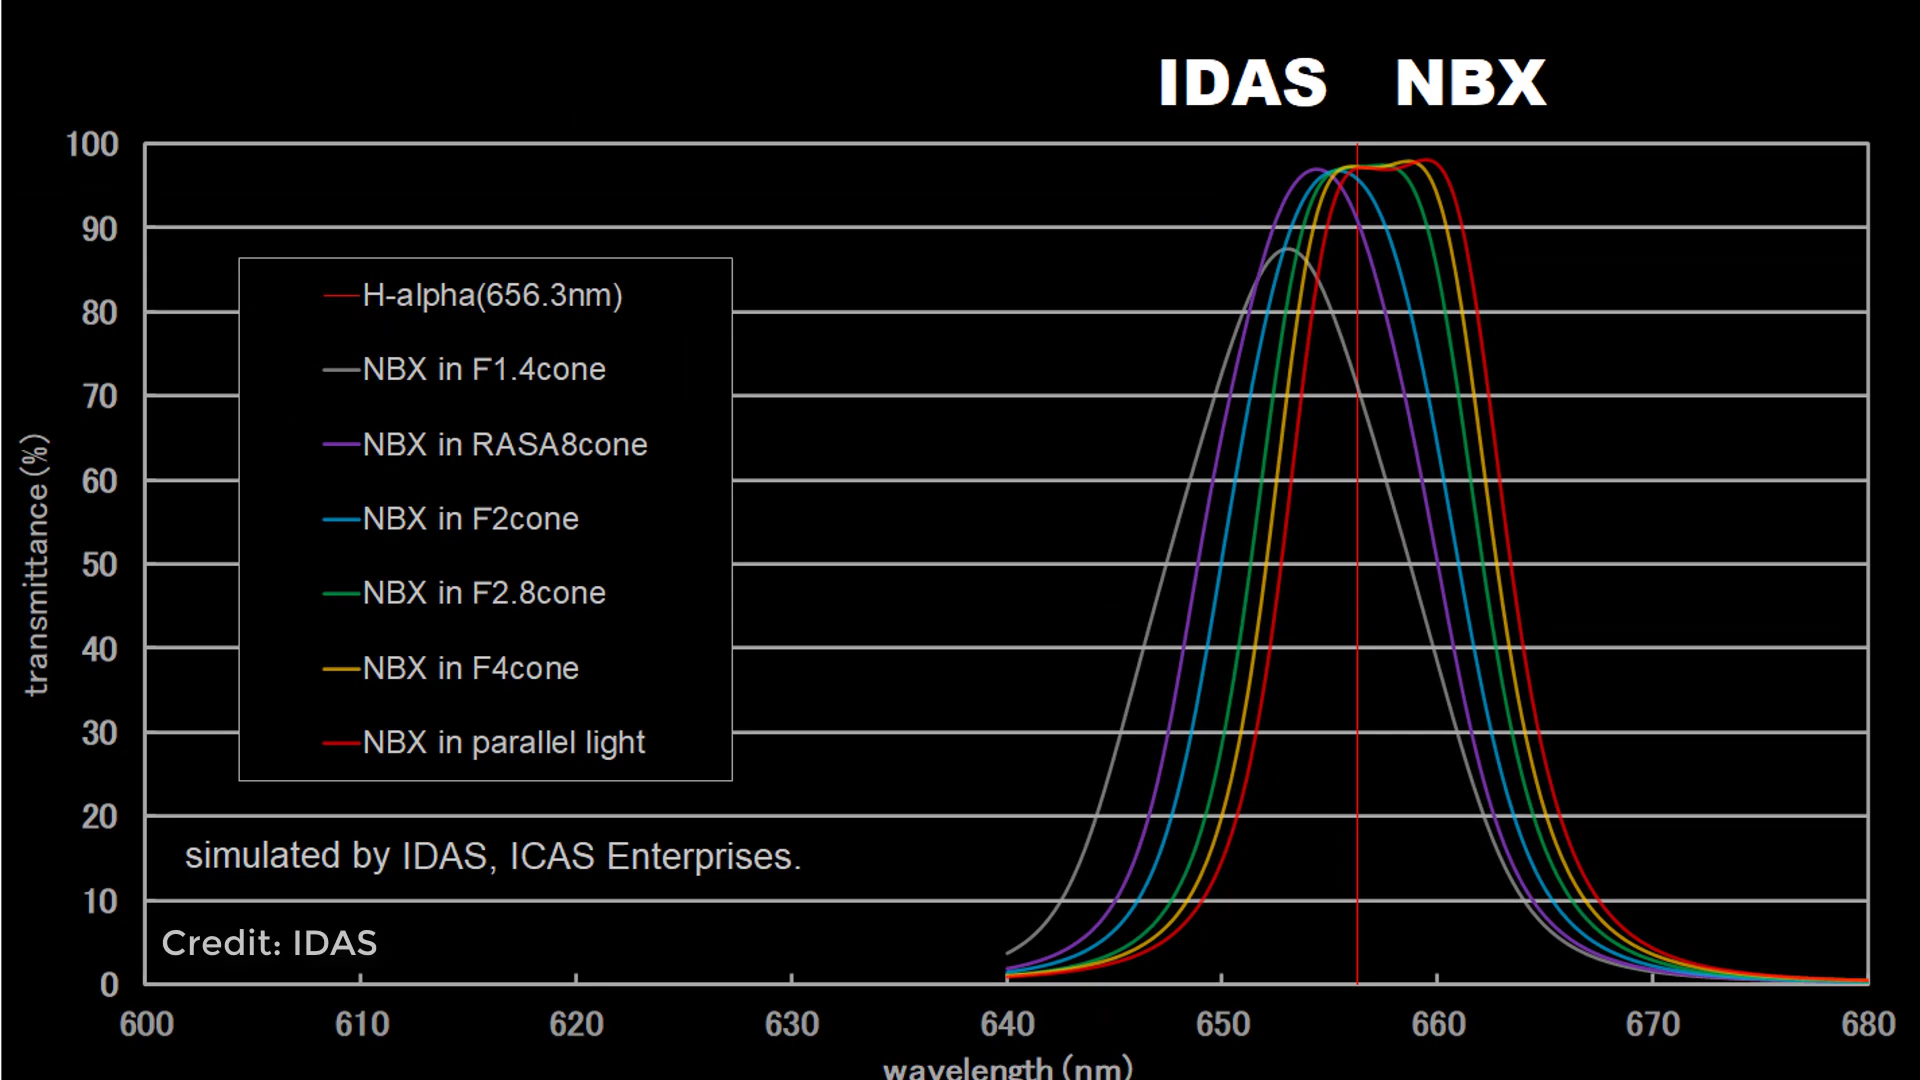 IDAS NBX
100
90
80
70
60
50
40
30
20
10
0
transmittance(%)
H-alpha(656.3nm)
NBX in F1.4cone
NBX in RASA8cone
NBX in F2cone
NBX in F2.8cone
NBX in F4cone
NBX in parallel light
simulated by IDAS, ICAS Enterprises.
Credit: IDAS
600 610 620 630 640 650 660 670 680
wavelength(nm)